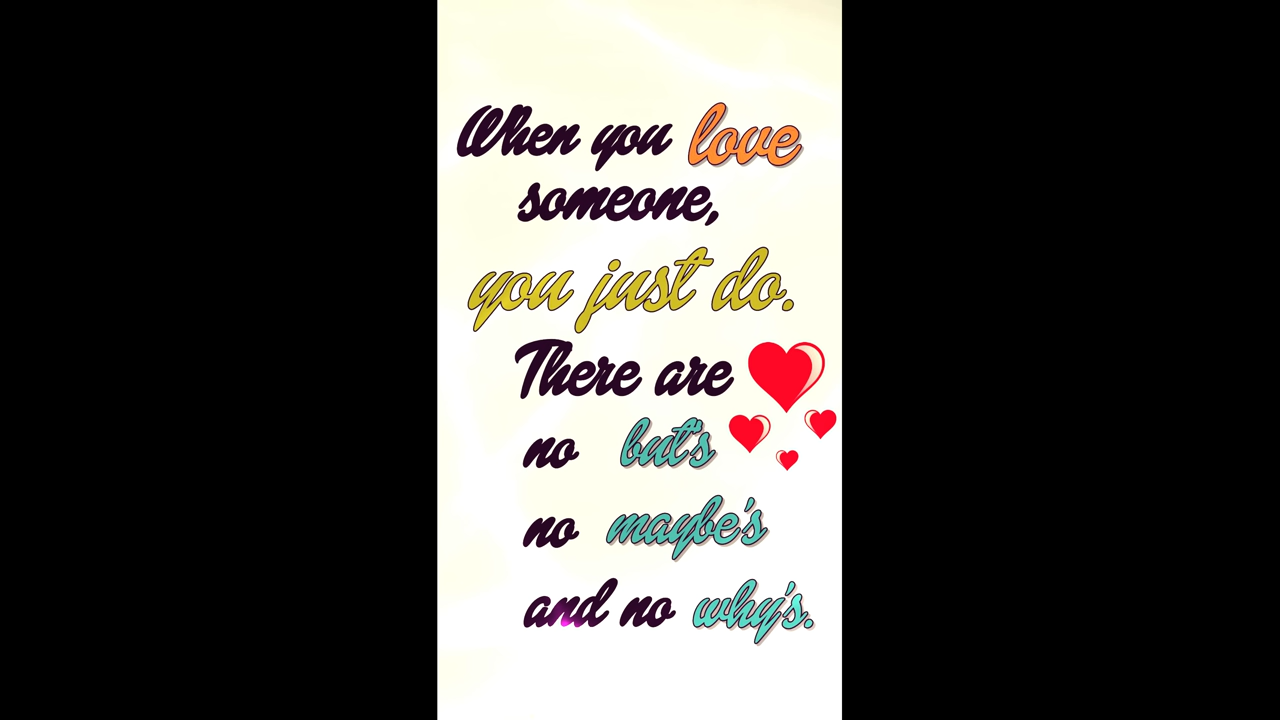 When you love
someone,
you just do.
There are
no but's
no maybe's
and no why's.